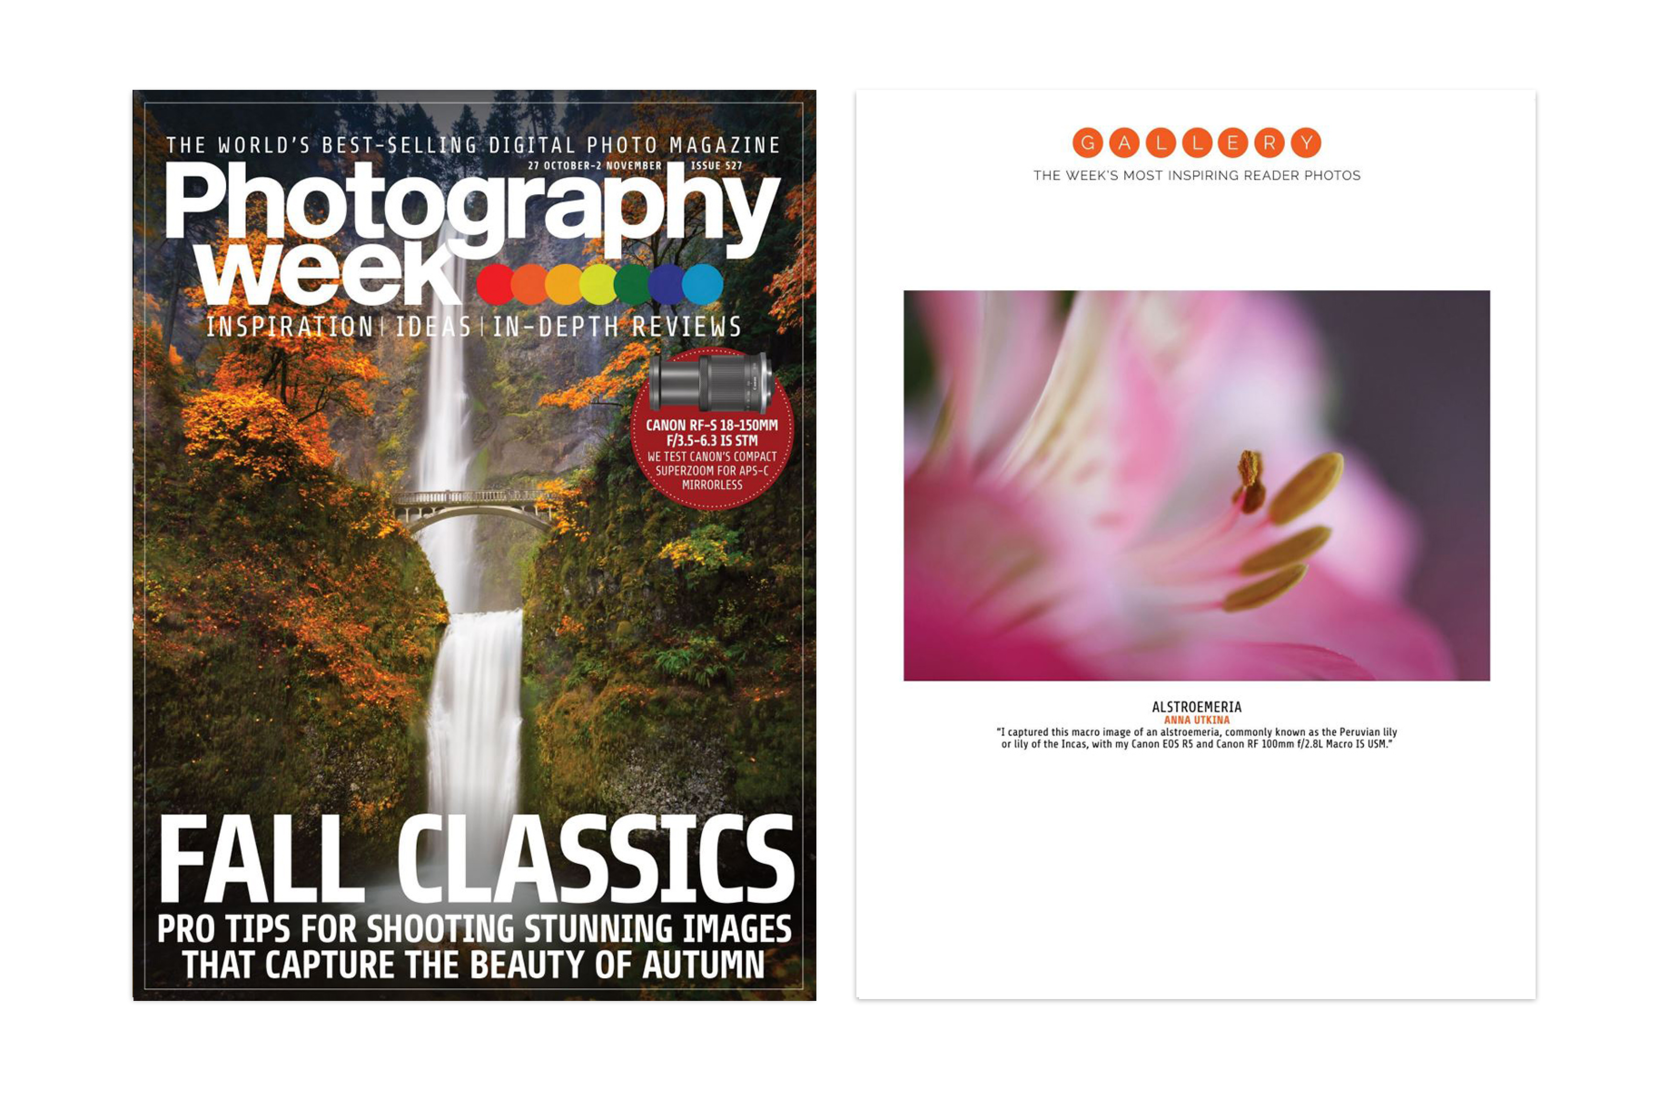 THE WORLD'S BEST-SELLING DIGITAL PHOTO MAGAZINE
27 OCTOBER-2 NOVEMBER ISSUE 527
Photography
week
INSPIRATION | IDEAS | IN-DEPTH REVIEWS
CANON RF-S 18-150MM
F/3.5-6.3 IS STM
WE TEST CANON'S COMPACT
SUPERZOOM FOR APS-C
MIRRORLESS
FALL CLASSICS
PRO TIPS FOR SHOOTING STUNNING IMAGES
THAT CAPTURE THE BEAUTY OF AUTUMN
GALLERY
THE WEEK'S MOST INSPIRING READER PHOTOS
ALSTROEMERIA
ANNA UTKINA
"I captured this macro image of an alstroemeria, commonly known as the Peruvian lily
or lily of the Incas, with my Canon EOS R5 and Canon RF 100mm f/2.8L Macro IS USM."